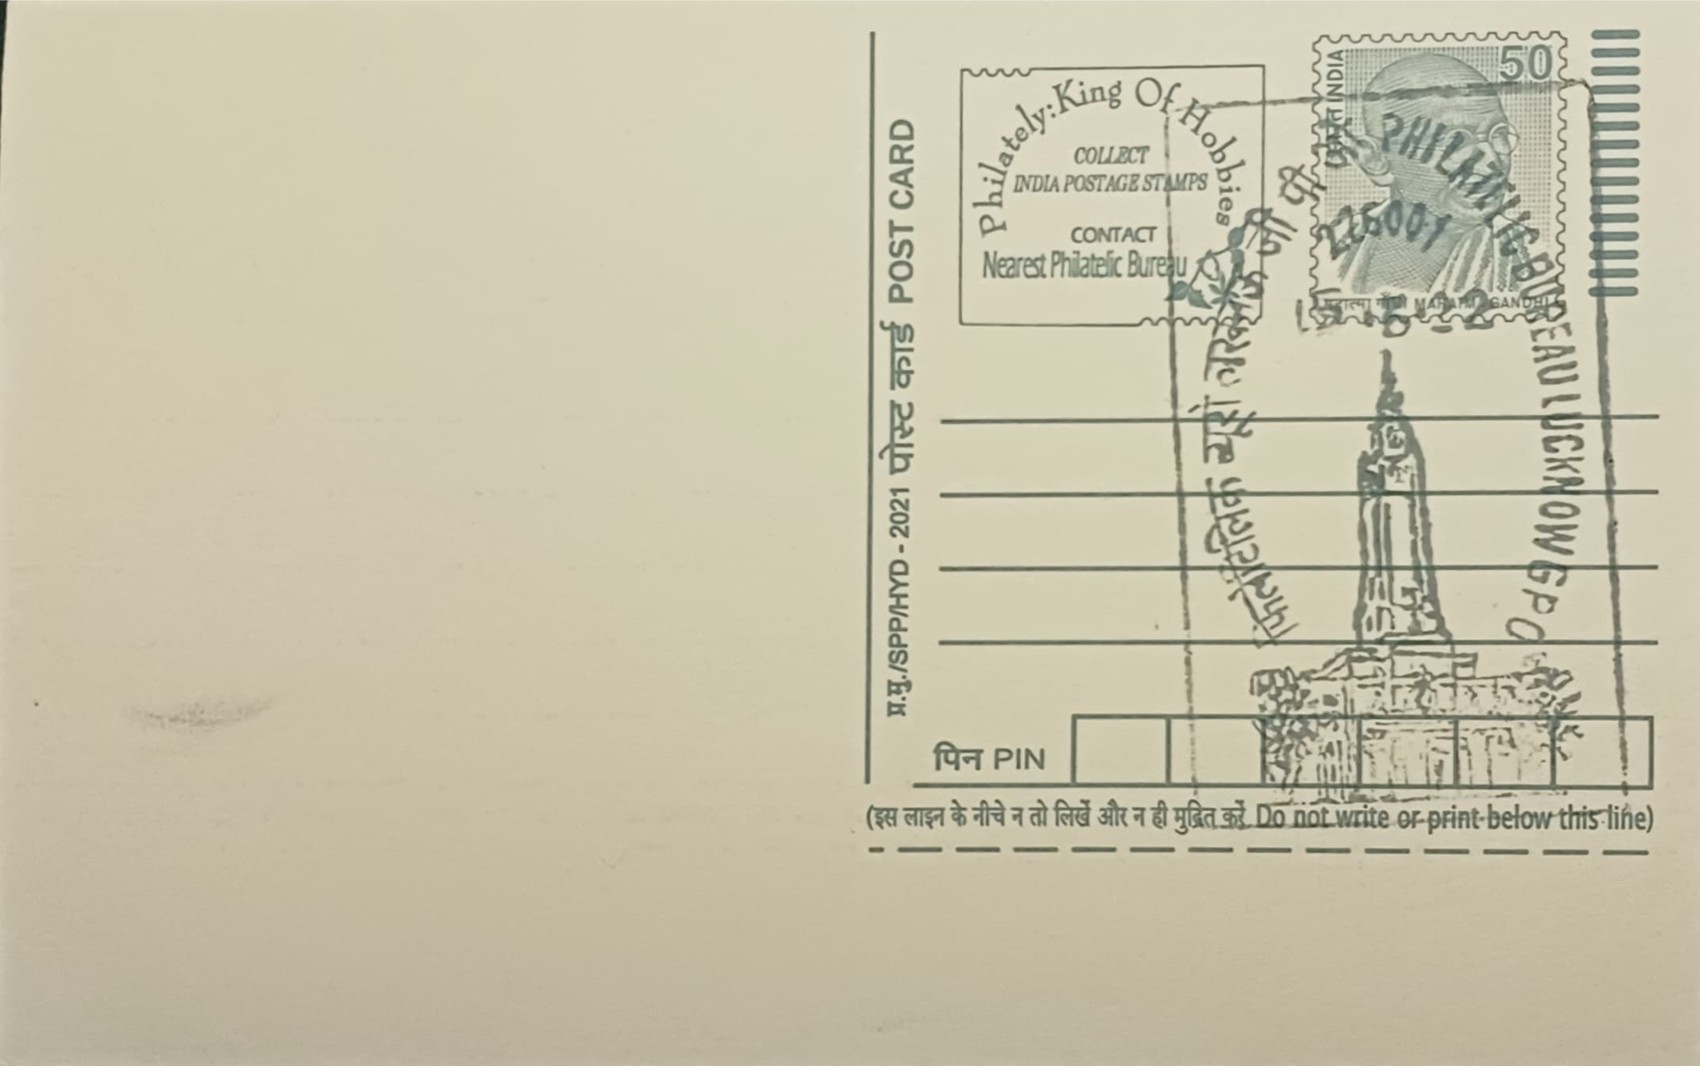 प्र.मु./SPP/HYD - 2021 पोस्ट कार्ड POST CARD
Philately:King Of Hobbies
COLLECT
INDIA POSTAGE STAMPS
CONTACT
Nearest Philatelic Bureau
भारत INDIA
50
महात्मा गाँधी MAHATMA GANDHI
फिलाटेलिक ब्यूरो लखनऊ जी पी ओ
PHILATELIC BUREAU LUCKNOW GPO
226001
पिन PIN
(इस लाइन के नीचे न तो लिखें और न ही मुद्रित करें Do not write or print below this line)